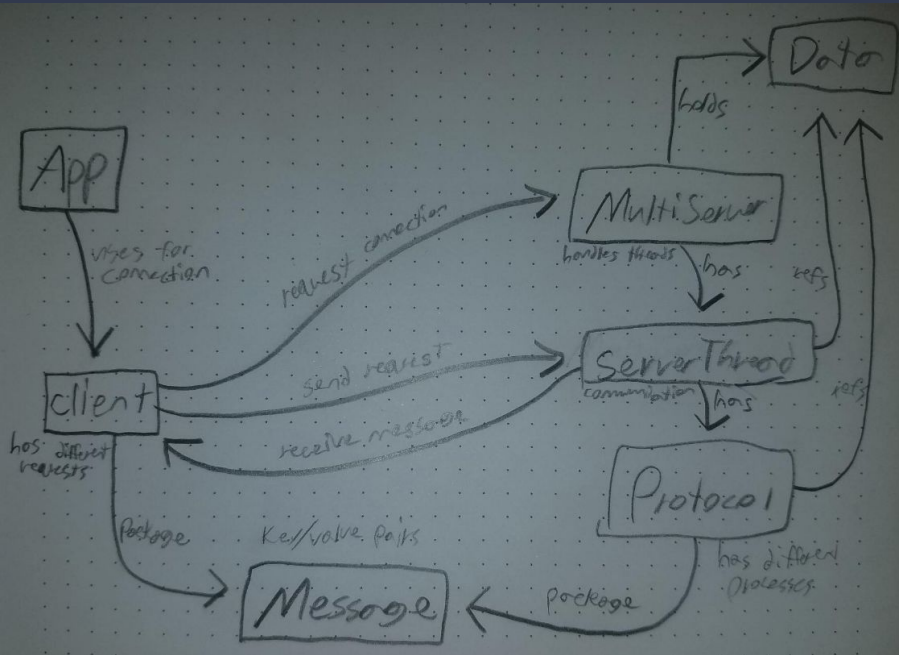 Data
holds
App
MultiServer
handles threads
has
uses for
connection
request connection
refs
ServerThread
send request
has
refs
client
receive message
has different
requests
Protocol
package
Key/value pairs
has different
processes
Message
package